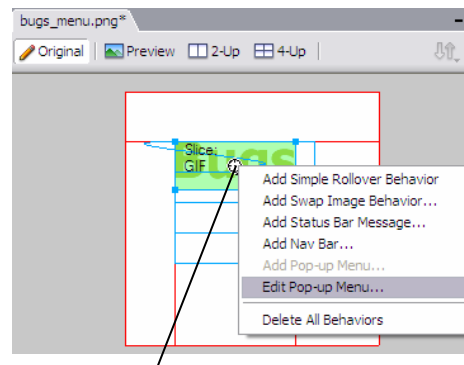 bugs_menu.png*
Original Preview 2-Up 4-Up
Slice:
GIF
Bugs
Add Simple Rollover Behavior
Add Swap Image Behavior...
Add Status Bar Message...
Add Nav Bar...
Add Pop-up Menu...
Edit Pop-up Menu...
Delete All Behaviors